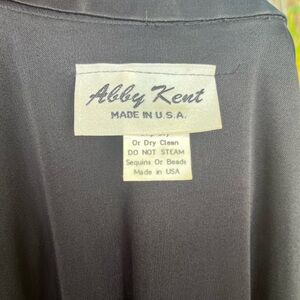 Abby Kent
MADE IN U.S.A.
Or Dry Clean
DO NOT STEAM
Sequins Or Beads
Made in USA